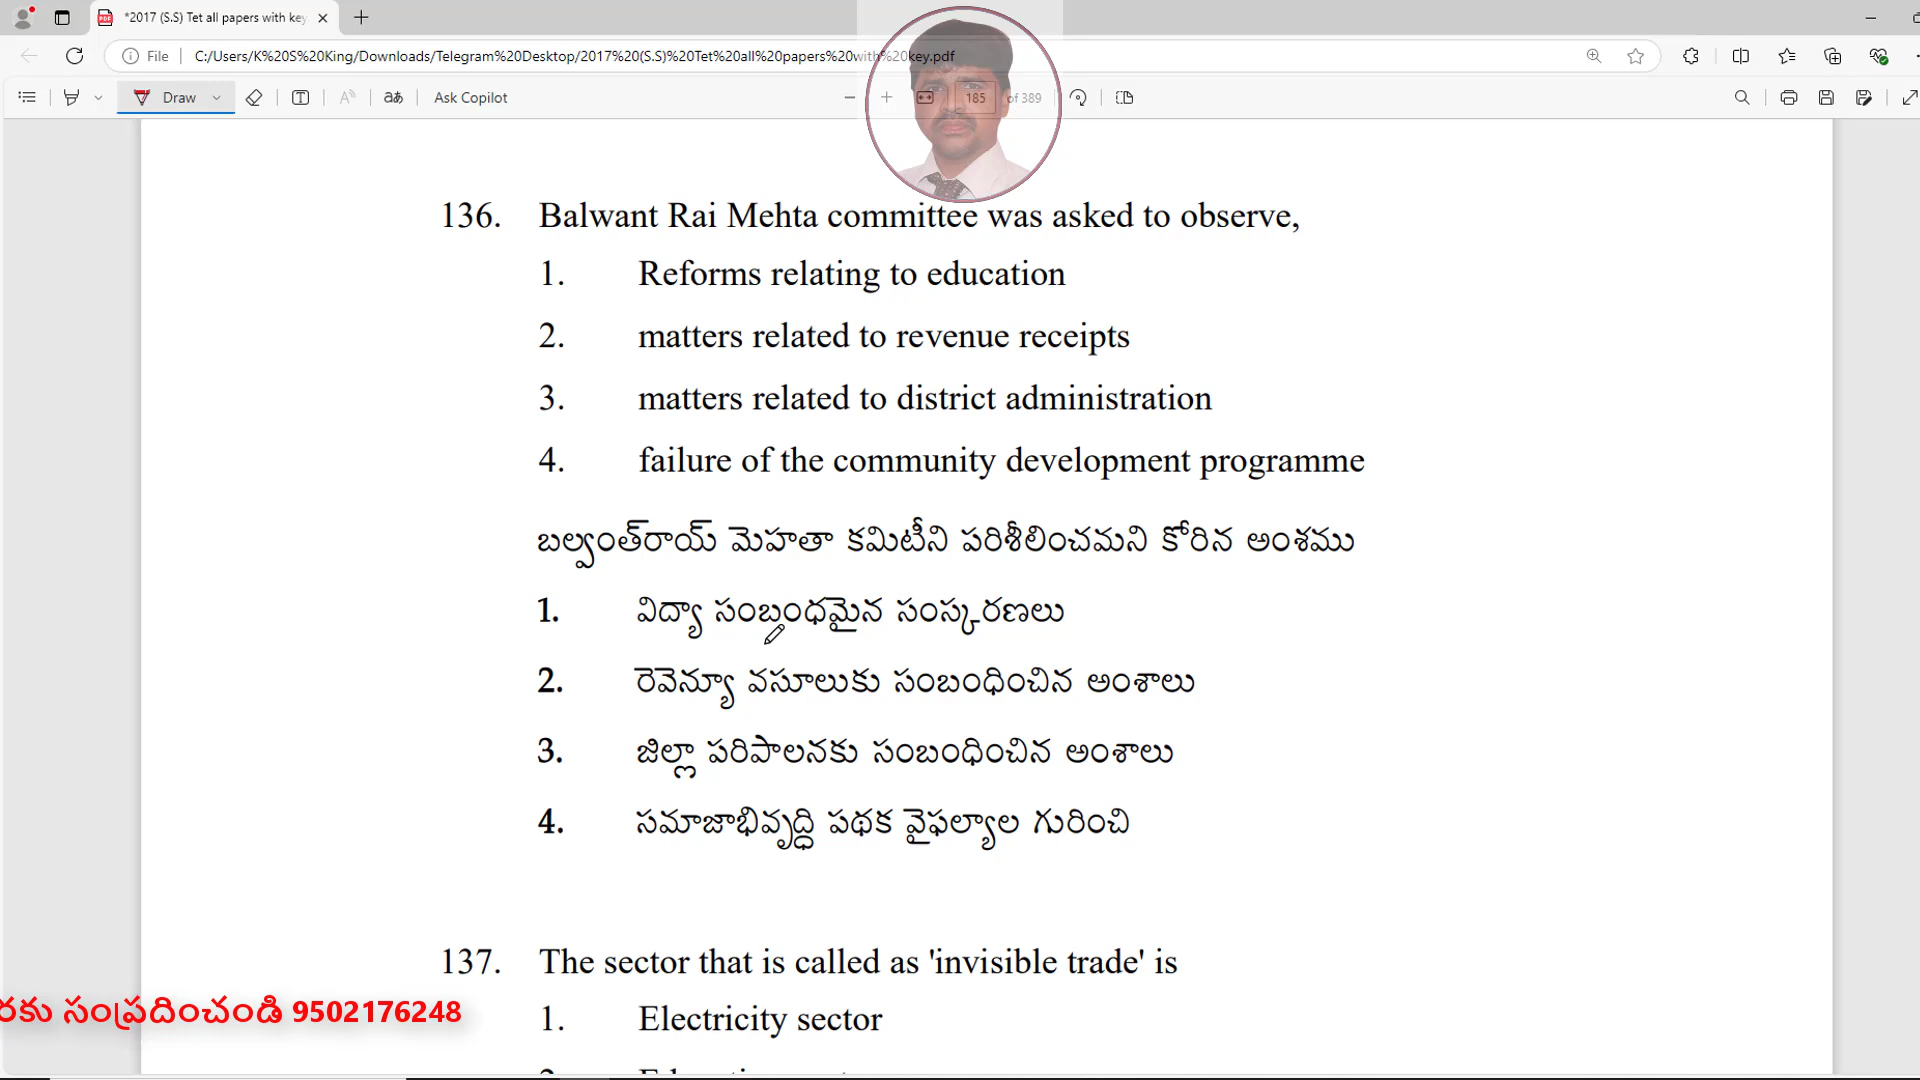 *2017 (S.S) Tet all papers with key
File C:/Users/K%20S%20King/Downloads/Telegram%20Desktop/2017%20(S.S)%20Tet%20all%20papers%20with%20key.pdf
Draw Ask Copilot 185 of 389
136. Balwant Rai Mehta committee was asked to observe,
1. Reforms relating to education
2. matters related to revenue receipts
3. matters related to district administration
4. failure of the community development programme
బల్వంత్‌రాయ్ మెహతా కమిటీని పరిశీలించమని కోరిన అంశము
1. విద్యా సంబంధమైన సంస్కరణలు
2. రెవెన్యూ వసూలుకు సంబంధించిన అంశాలు
3. జిల్లా పరిపాలనకు సంబంధించిన అంశాలు
4. సమాజాభివృద్ధి పథక వైఫల్యాల గురించి
137. The sector that is called as 'invisible trade' is
సంప్రదించండి 9502176248
1. Electricity sector